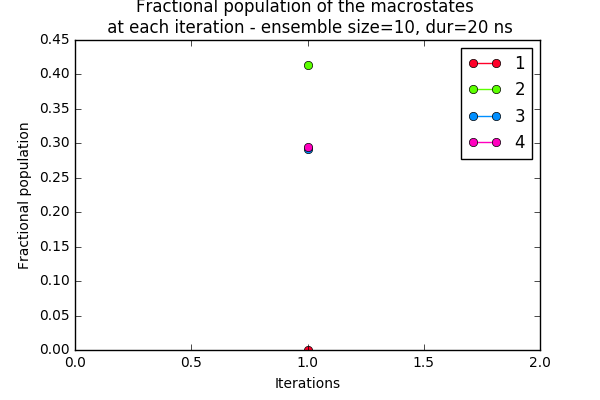 Fractional population of the macrostates
at each iteration - ensemble size=10, dur=20 ns
0.45
0.40
0.35
0.30
0.25
0.20
0.15
0.10
0.05
0.00
Fractional population
1
2
3
4
0.0 0.5 1.0 1.5 2.0
Iterations